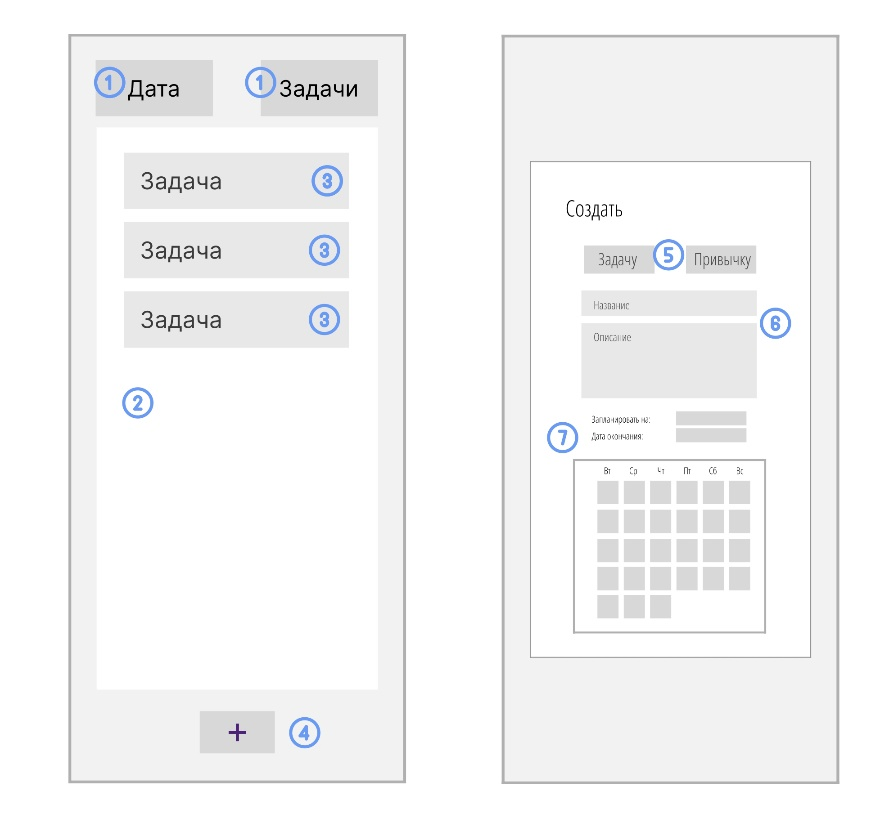 1 Дата 1 Задачи
Задача 3
Задача 3
Задача 3
2
+ 4
Создать
Задачу 5 Привычку
Название
6
Описание
Запланировать на:
7 Дата окончания:
Вт Ср Чт Пт Сб Вс